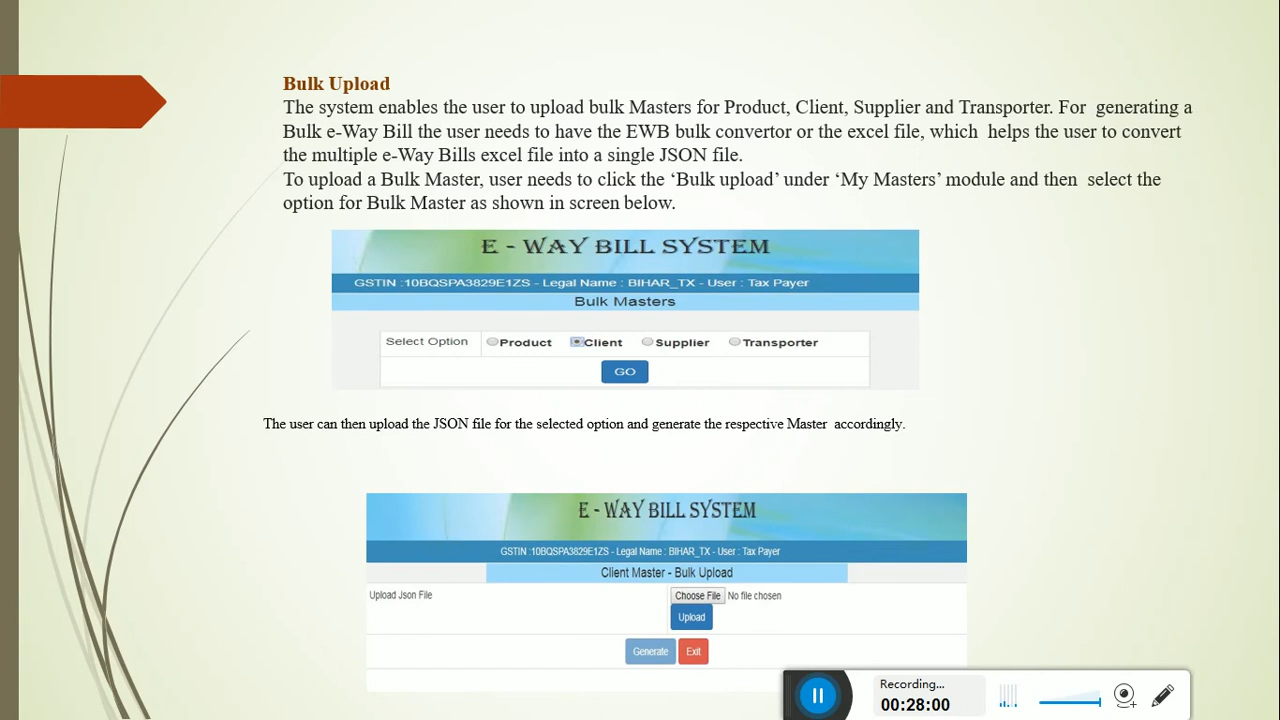 Bulk Upload
The system enables the user to upload bulk Masters for Product, Client, Supplier and Transporter. For generating a
Bulk e-Way Bill the user needs to have the EWB bulk convertor or the excel file, which helps the user to convert
the multiple e-Way Bills excel file into a single JSON file.
To upload a Bulk Master, user needs to click the ‘Bulk upload’ under ‘My Masters’ module and then select the
option for Bulk Master as shown in screen below.
E - WAY BILL SYSTEM
GSTIN :10BQSPA3829E1ZS - Legal Name : BIHAR_TX - User : Tax Payer
Bulk Masters
Select Option Product Client Supplier Transporter
GO
The user can then upload the JSON file for the selected option and generate the respective Master accordingly.
E - WAY BILL SYSTEM
GSTIN :10BQSPA3829E1ZS - Legal Name : BIHAR_TX - User : Tax Payer
Client Master - Bulk Upload
Upload Json File Choose File No file chosen
Upload
Generate Exit
Recording...
00:28:00